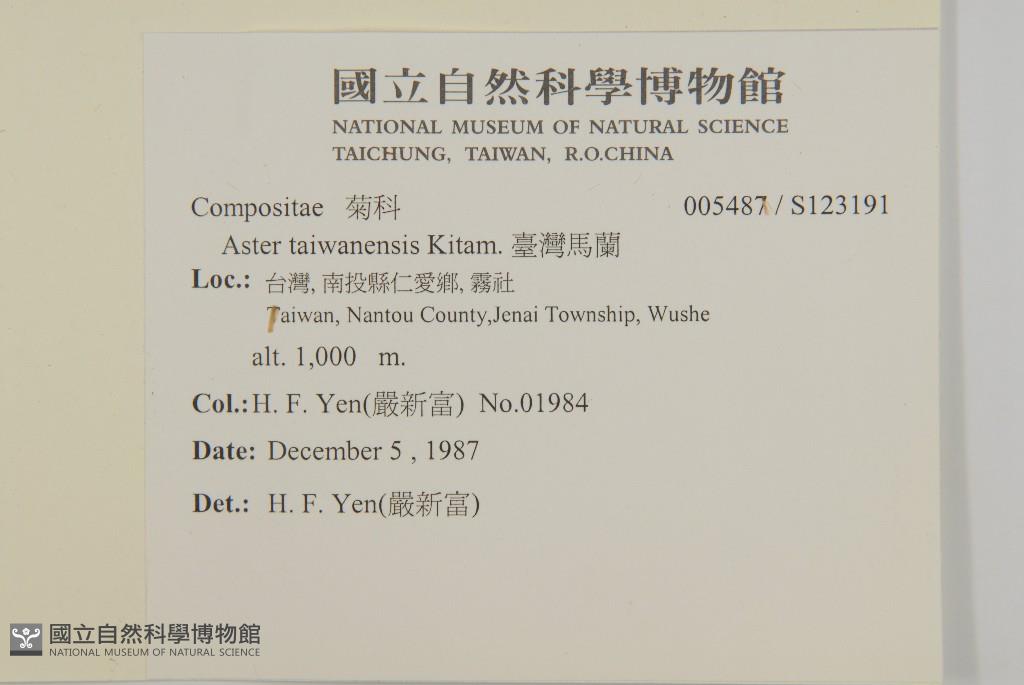 國立自然科學博物館
NATIONAL MUSEUM OF NATURAL SCIENCE
TAICHUNG, TAIWAN, R.O.CHINA
Compositae 菊科 005487 / S123191
Aster taiwanensis Kitam. 臺灣馬蘭
Loc.: 台灣, 南投縣仁愛鄉, 霧社
Taiwan, Nantou County,Jenai Township, Wushe
alt. 1,000 m.
Col.: H. F. Yen(嚴新富) No.01984
Date: December 5 , 1987
Det.: H. F. Yen(嚴新富)
國立自然科學博物館
NATIONAL MUSEUM OF NATURAL SCIENCE